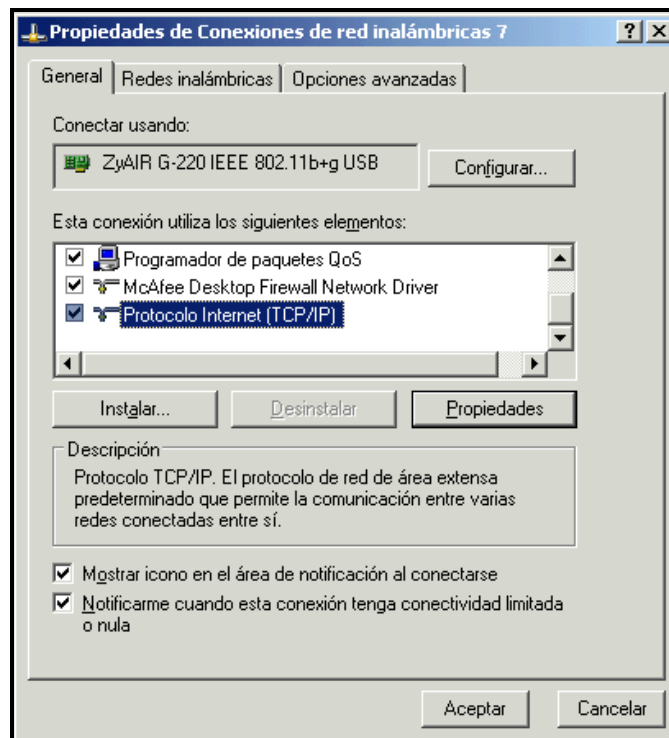 Propiedades de Conexiones de red inalámbricas 7
General Redes inalámbricas Opciones avanzadas
Conectar usando:
ZyAIR G-220 IEEE 802.11b+g USB Configurar...
Esta conexión utiliza los siguientes elementos:
Programador de paquetes QoS
McAfee Desktop Firewall Network Driver
Protocolo Internet (TCP/IP)
Instalar... Desinstalar Propiedades
Descripción
Protocolo TCP/IP. El protocolo de red de área extensa
predeterminado que permite la comunicación entre varias
redes conectadas entre sí.
Mostrar icono en el área de notificación al conectarse
Notificarme cuando esta conexión tenga conectividad limitada
o nula
Aceptar Cancelar